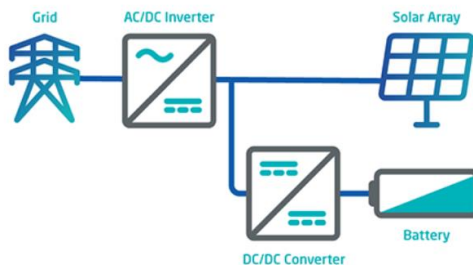 Grid
AC/DC Inverter
Solar Array
Battery
DC/DC Converter